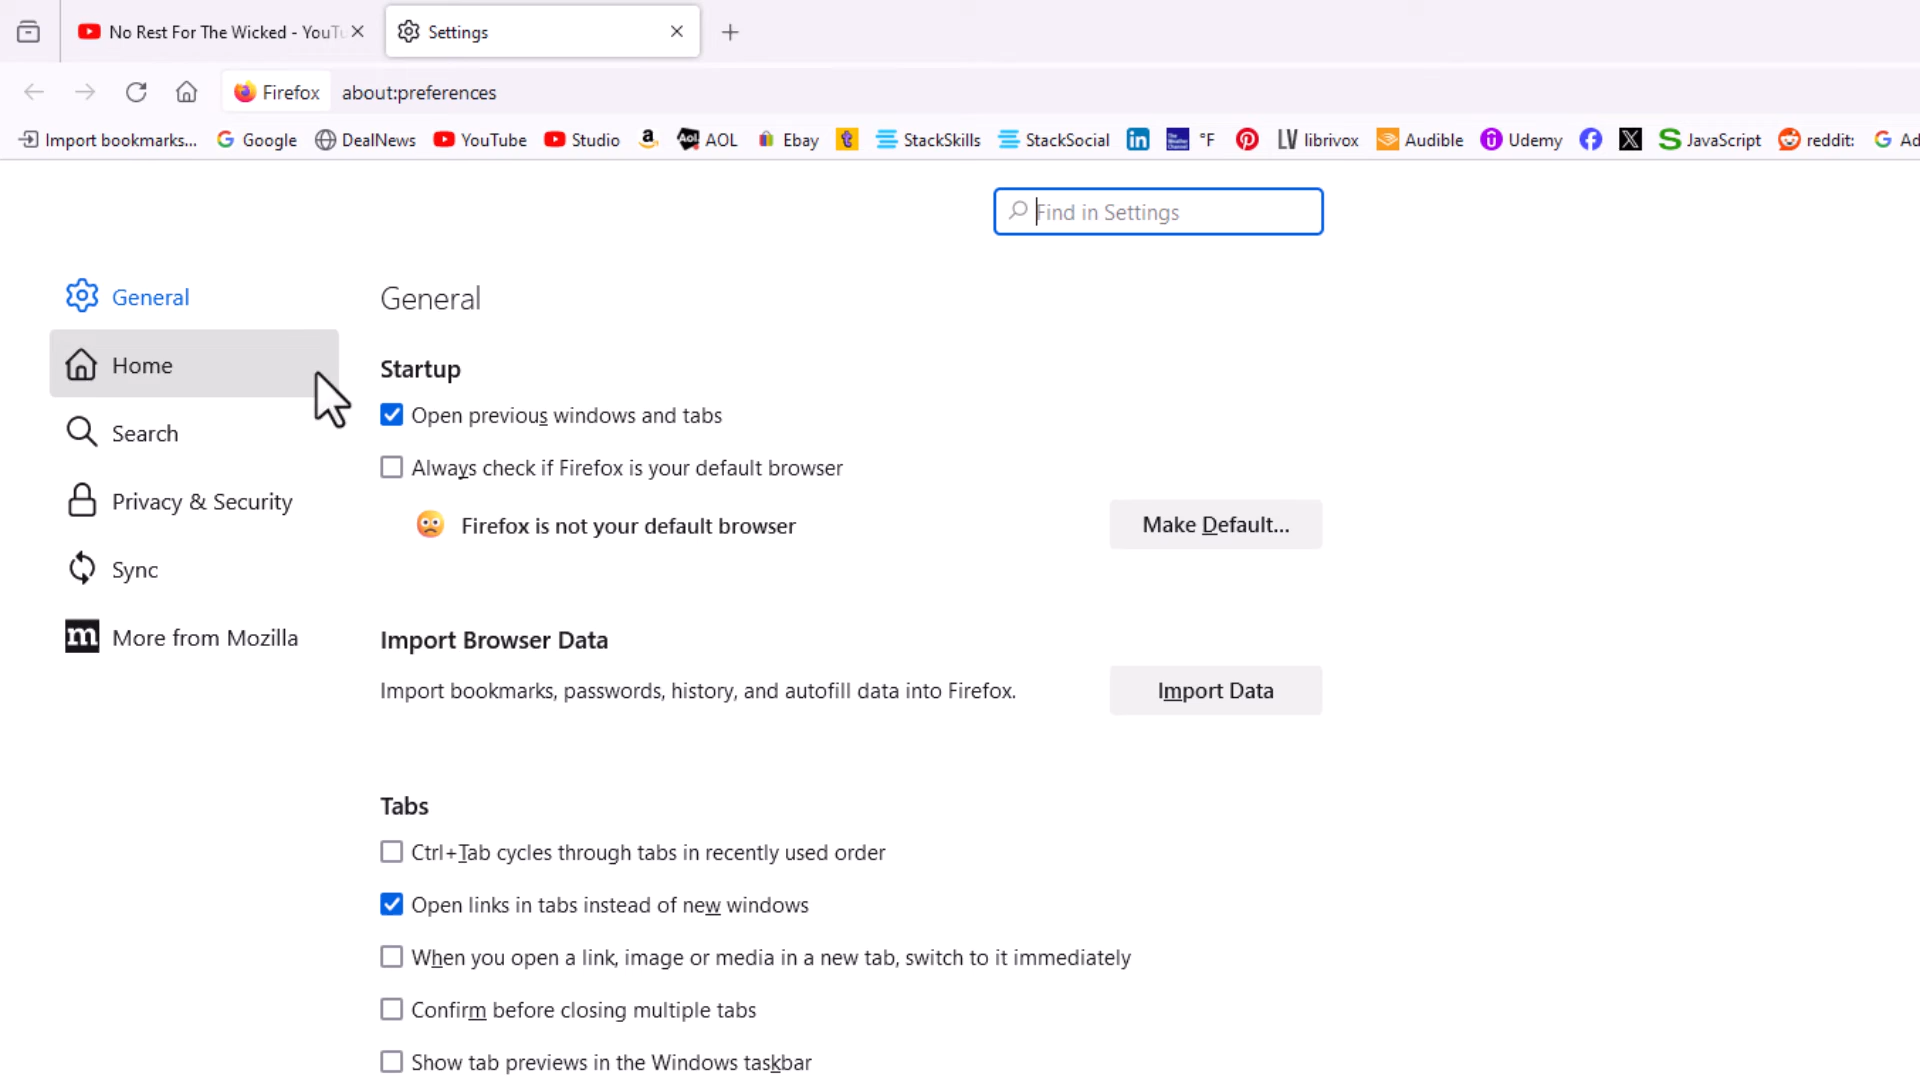 No Rest For The Wicked - YouTu
Settings
Firefox about:preferences
Import bookmarks... Google DealNews YouTube Studio a Aol. AOL Ebay t StackSkills StackSocial in °F LV librivox Audible Udemy X S JavaScript reddit: Ad
Find in Settings
General
Home
Search
Privacy & Security
Sync
m More from Mozilla
General
Startup
Open previous windows and tabs
Always check if Firefox is your default browser
Firefox is not your default browser
Make Default...
Import Browser Data
Import bookmarks, passwords, history, and autofill data into Firefox.
Import Data
Tabs
Ctrl+Tab cycles through tabs in recently used order
Open links in tabs instead of new windows
When you open a link, image or media in a new tab, switch to it immediately
Confirm before closing multiple tabs
Show tab previews in the Windows taskbar